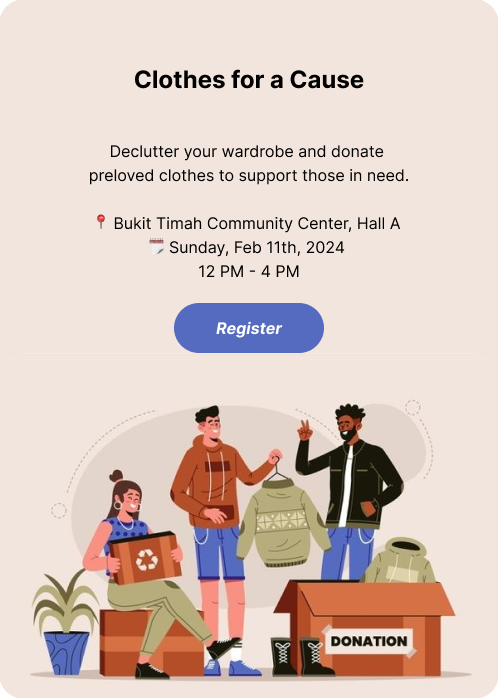 Clothes for a Cause
Declutter your wardrobe and donate
preloved clothes to support those in need.
📍 Bukit Timah Community Center, Hall A
🗓️ Sunday, Feb 11th, 2024
12 PM - 4 PM
Register
DONATION